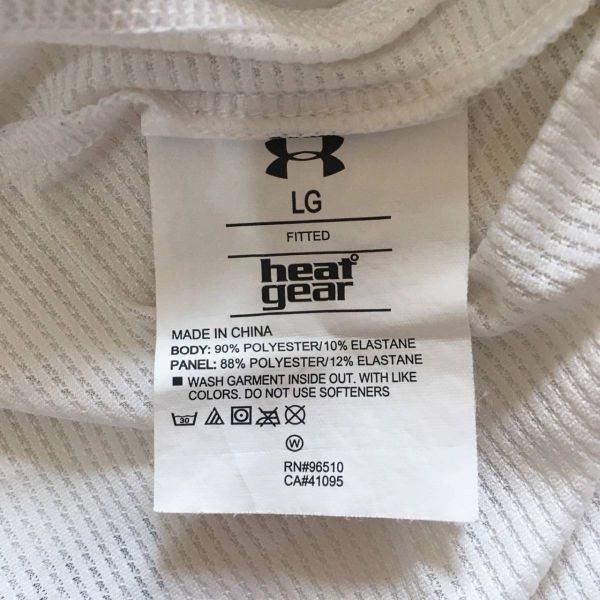 LG
FITTED
heat
gear
MADE IN CHINA
BODY: 90% POLYESTER/10% ELASTANE
PANEL: 88% POLYESTER/12% ELASTANE
■ WASH GARMENT INSIDE OUT. WITH LIKE
COLORS. DO NOT USE SOFTENERS
30
W
RN#96510
CA#41095